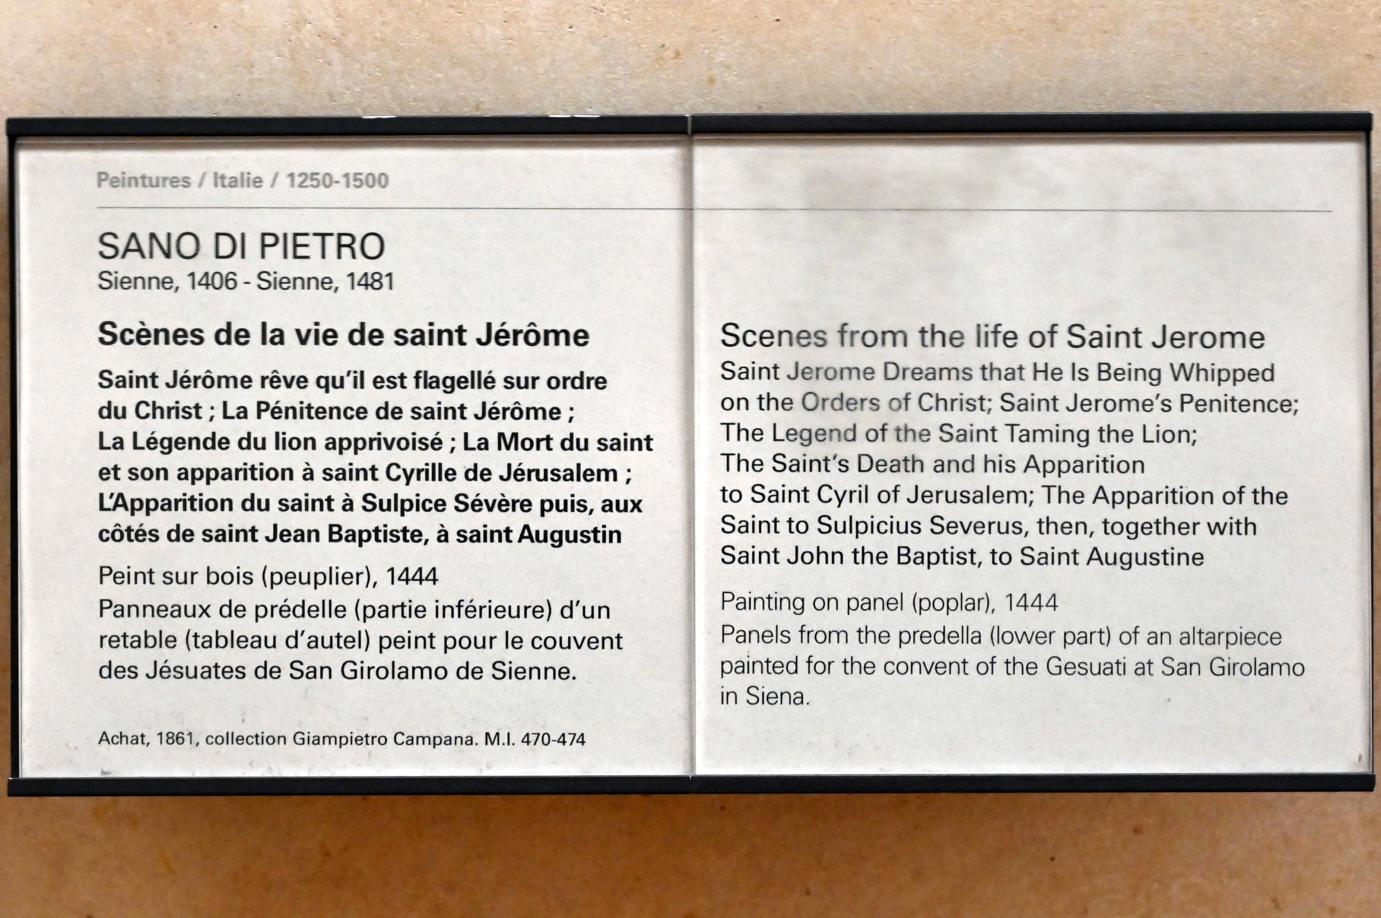 Peintures / Italie / 1250-1500
SANO DI PIETRO
Sienne, 1406 - Sienne, 1481
Scènes de la vie de saint Jérôme
Saint Jérôme rêve qu'il est flagellé sur ordre
du Christ ; La Pénitence de saint Jérôme ;
La Légende du lion apprivoisé ; La Mort du saint
et son apparition à saint Cyrille de Jérusalem ;
L'Apparition du saint à Sulpice Sévère puis, aux
côtés de saint Jean Baptiste, à saint Augustin
Peint sur bois (peuplier), 1444
Panneaux de prédelle (partie inférieure) d'un
retable (tableau d'autel) peint pour le couvent
des Jésuates de San Girolamo de Sienne.
Achat, 1861, collection Giampietro Campana. M.I. 470-474
Scenes from the life of Saint Jerome
Saint Jerome Dreams that He Is Being Whipped
on the Orders of Christ; Saint Jerome's Penitence;
The Legend of the Saint Taming the Lion;
The Saint's Death and his Apparition
to Saint Cyril of Jerusalem; The Apparition of the
Saint to Sulpicius Severus, then, together with
Saint John the Baptist, to Saint Augustine
Painting on panel (poplar), 1444
Panels from the predella (lower part) of an altarpiece
painted for the convent of the Gesuati at San Girolamo
in Siena.